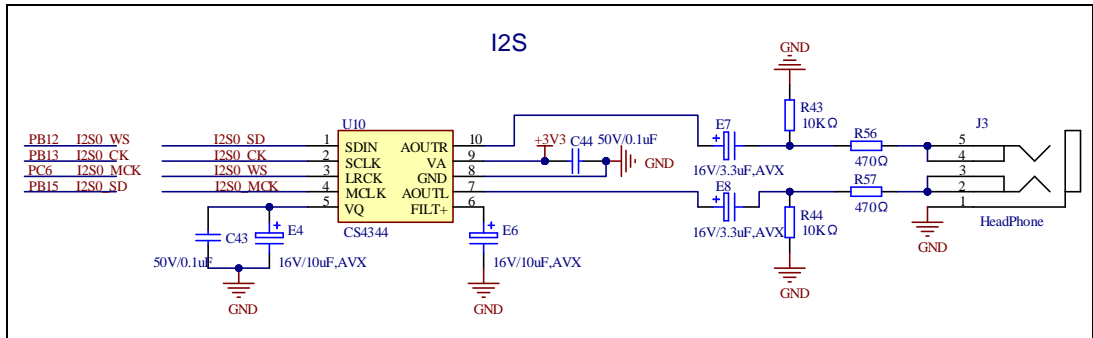 I2S
GND
U10
E7
R43
10KΩ
R56
J3
PB12 I2S0_WS I2S0_SD 1 SDIN AOUTR 10 +3V3 C44 50V/0.1uF 5
PB13 I2S0_CK I2S0_CK 2 SCLK VA 9 4
PC6 I2S0_MCK I2S0_WS 3 LRCK GND 8 GND 16V/3.3uF,AVX 470Ω R57 3
PB15 I2S0_SD I2S0_MCK 4 MCLK AOUTL 7 E8 2
5 VQ FILT+ 6 470Ω 1
CS4344 16V/3.3uF,AVX R44 10KΩ HeadPhone
C43 E4 E6 GND
50V/0.1uF 16V/10uF,AVX 16V/10uF,AVX
GND GND GND